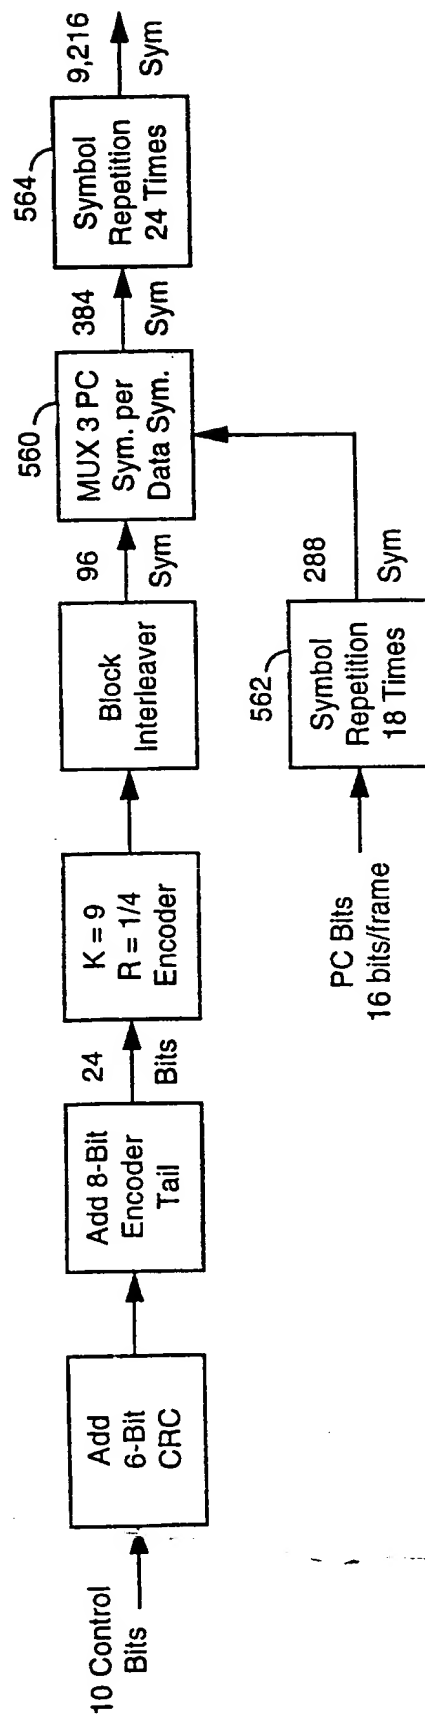 10 Control
Bits
Add
6-Bit
CRC
Add 8-Bit
Encoder
Tail
24
Bits
K = 9
R = 1/4
Encoder
Block
Interleaver
96
Sym
560
MUX 3 PC
Sym. per
Data Sym.
384
Sym
564
Symbol
Repetition
24 Times
9,216
Sym
PC Bits
16 bits/frame
562
Symbol
Repetition
18 Times
288
Sym